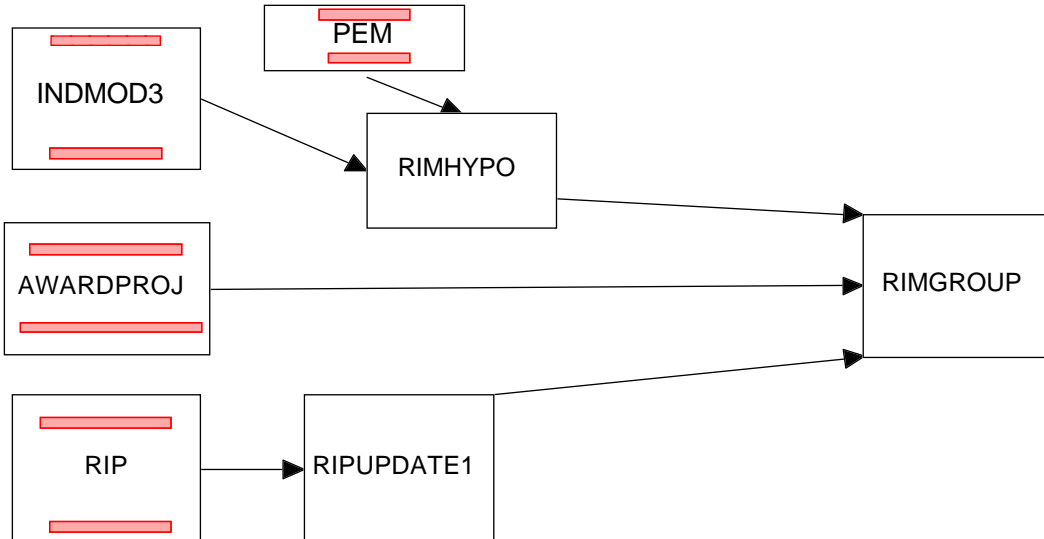 PEM
INDMOD3
RIMHYPO
AWARDPROJ
RIMGROUP
RIP
RIPUPDATE1